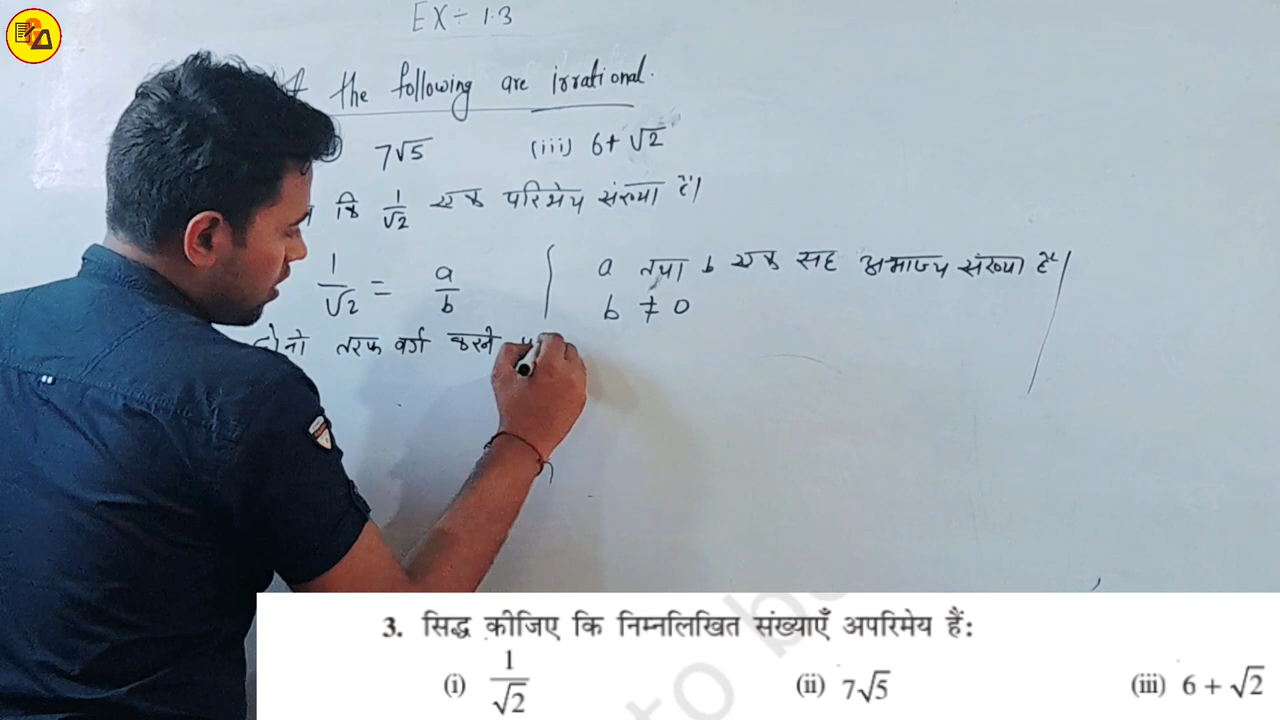 EX÷ 1.3
the following are irrational.
7√5 (iii) 6+ √2
कि 1/√2 एक परिमेय संख्या है।
1/√2 = a/b a तथा b एक सह अभाज्य संख्या है।
b ≠ 0
दोनो तरफ वर्ग करने
3. सिद्ध कीजिए कि निम्नलिखित संख्याएँ अपरिमेय हैं:
(i) 1/√2 (ii) 7√5 (iii) 6 + √2